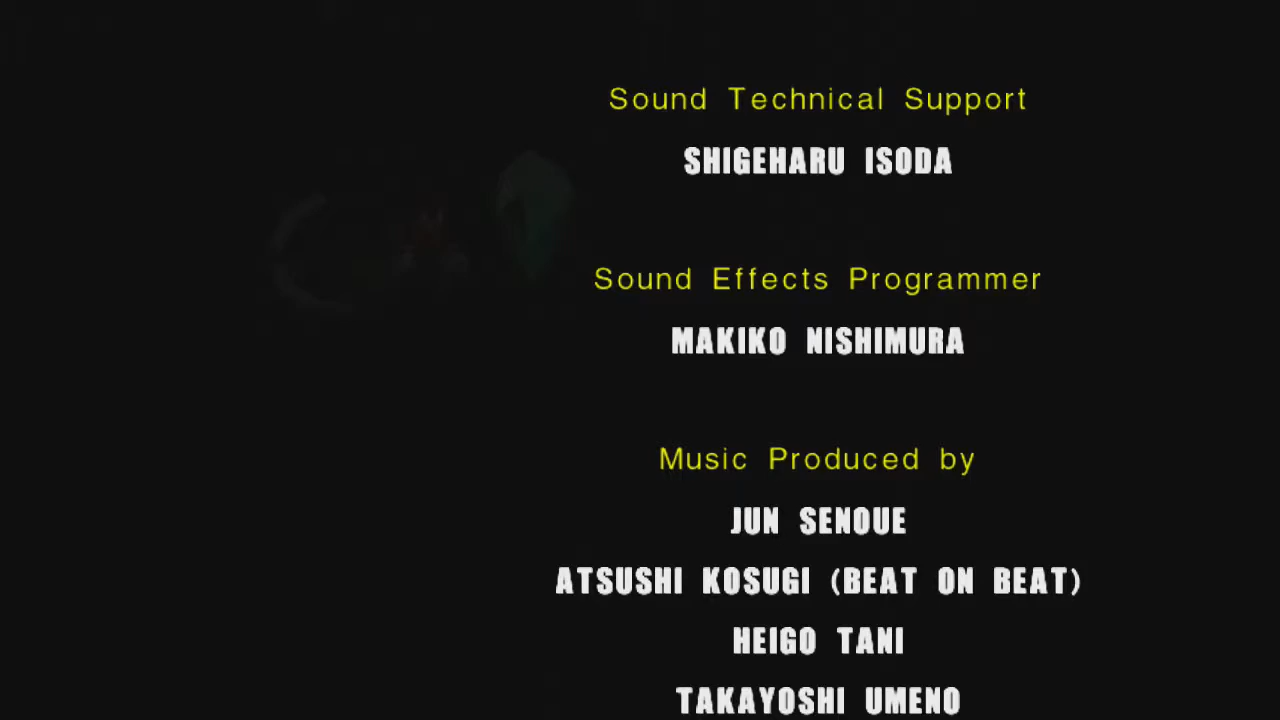 Sound Technical Support
SHIGEHARU ISODA
Sound Effects Programmer
MAKIKO NISHIMURA
Music Produced by
JUN SENOUE
ATSUSHI KOSUGI (BEAT ON BEAT)
HEIGO TANI
TAKAYOSHI UMENO